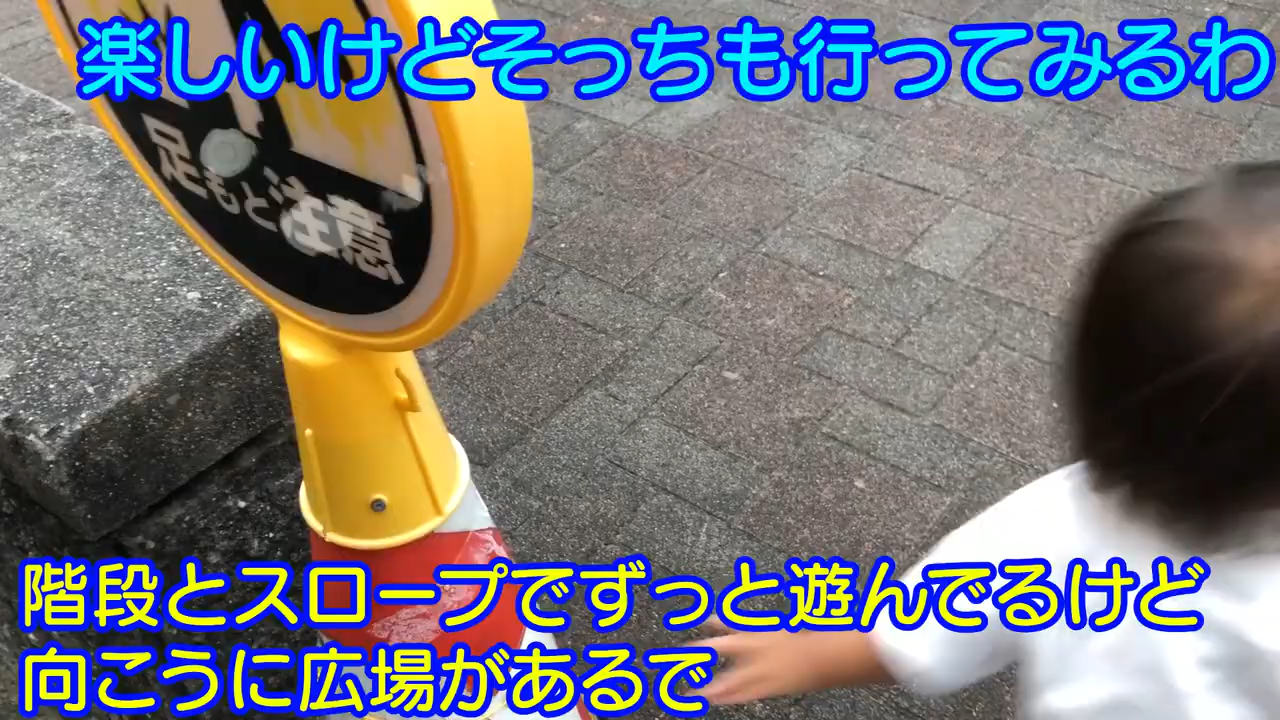 楽しいけどそっちも行ってみるわ
足もと注意
階段とスロープでずっと遊んでるけど
向こうに広場があるで